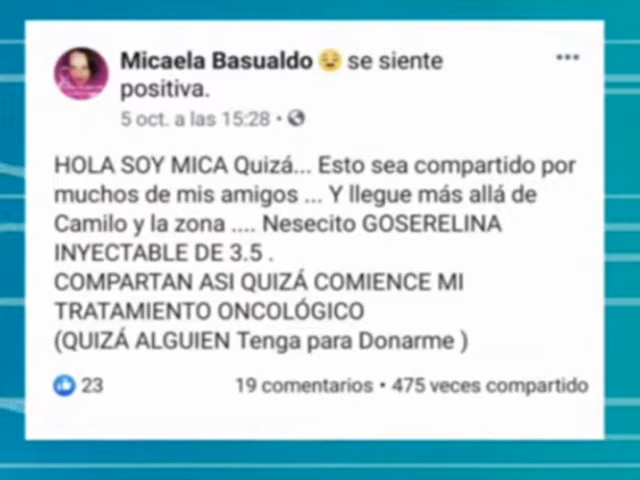 Micaela Basualdo 😌 se siente
positiva.
5 oct. a las 15:28 •
HOLA SOY MICA Quizá... Esto sea compartido por
muchos de mis amigos ... Y llegue más allá de
Camilo y la zona .... Nesecito GOSERELINA
INYECTABLE DE 3.5 .
COMPARTAN ASI QUIZÁ COMIENCE MI
TRATAMIENTO ONCOLÓGICO
(QUIZÁ ALGUIEN Tenga para Donarme )
23
19 comentarios • 475 veces compartido